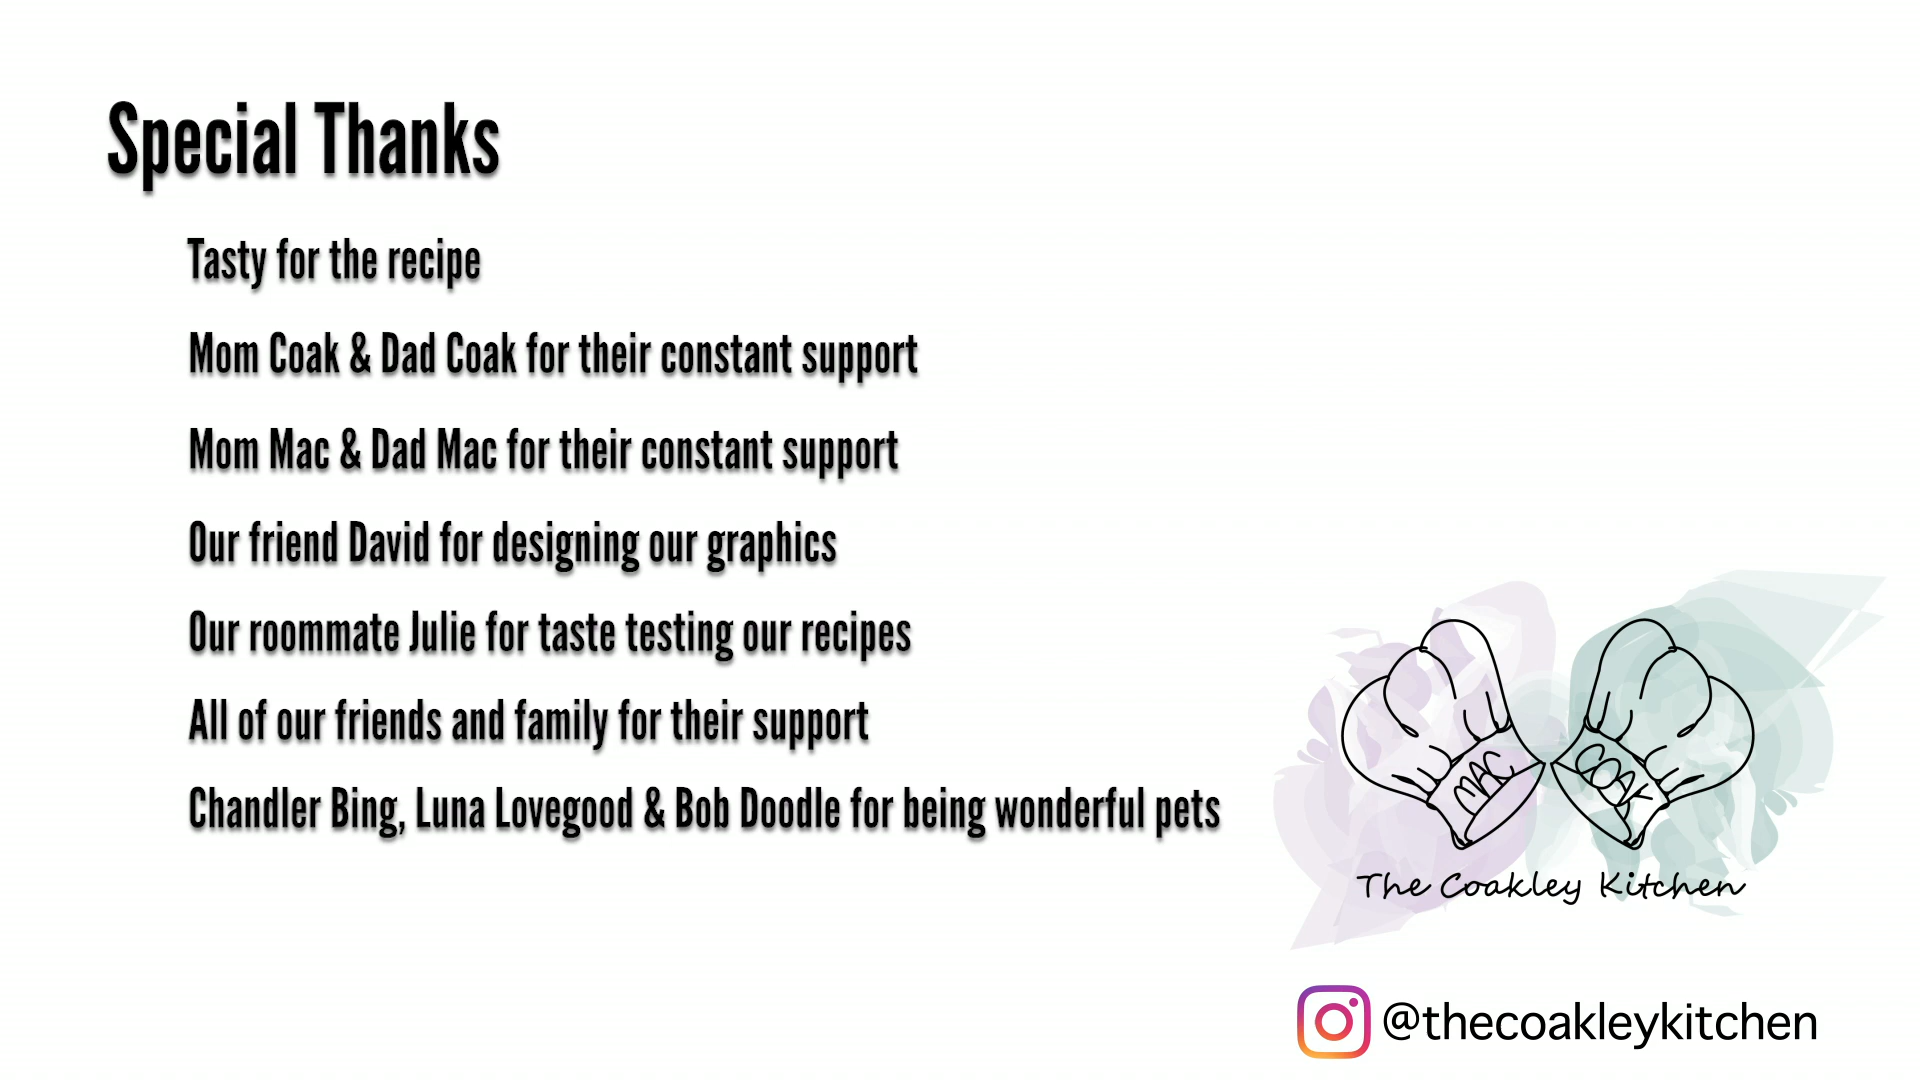 Special Thanks
Tasty for the recipe
Mom Coak & Dad Coak for their constant support
Mom Mac & Dad Mac for their constant support
Our friend David for designing our graphics
Our roommate Julie for taste testing our recipes
All of our friends and family for their support
Chandler Bing, Luna Lovegood & Bob Doodle for being wonderful pets
MAC COAK
The Coakley Kitchen
@thecoakleykitchen